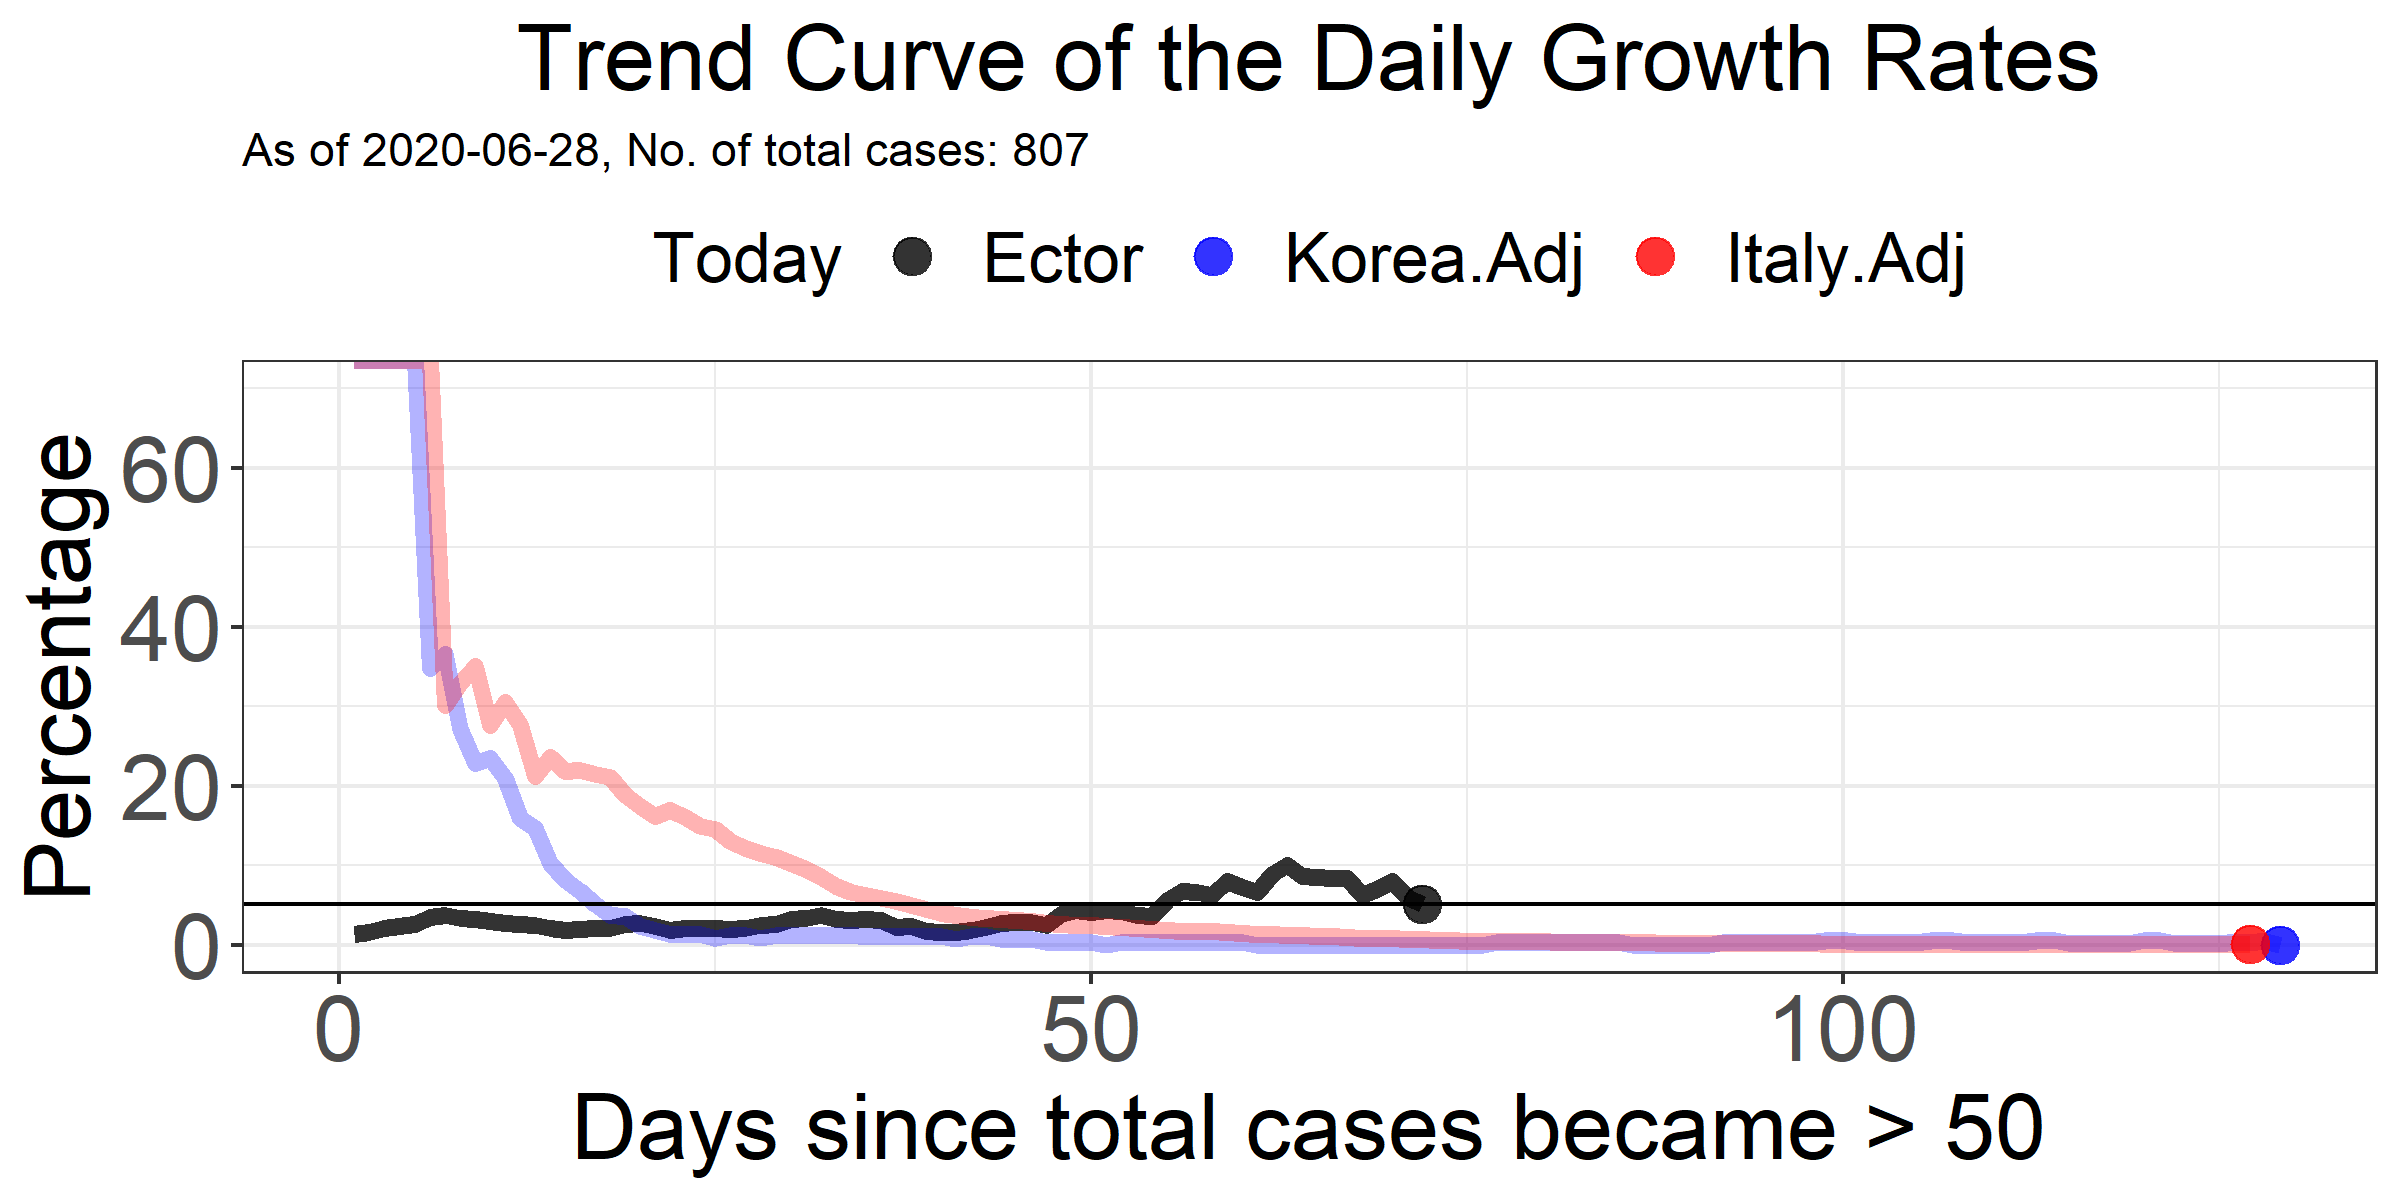 Trend Curve of the Daily Growth Rates
As of 2020-06-28, No. of total cases: 807
Today Ector Korea.Adj Italy.Adj
Percentage
60
40
20
0
0 50 100
Days since total cases became > 50